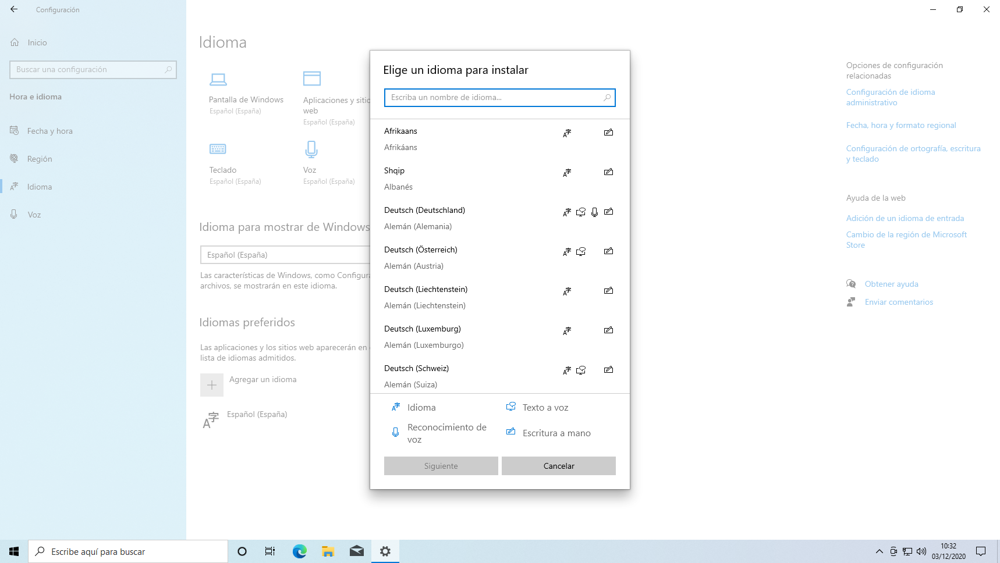 Configuración
Inicio
Buscar una configuración
Hora e idioma
Fecha y hora
Región
Idioma
Voz
Idioma
Pantalla de Windows
Español (España)
Aplicaciones y sitio
web
Español (España)
Teclado
Español (España)
Voz
Español (España)
Idioma para mostrar de Windows
Español (España)
Las características de Windows, como Configura
archivos, se mostrarán en este idioma.
Idiomas preferidos
Las aplicaciones y los sitios web aparecerán en
lista de idiomas admitidos.
Agregar un idioma
Español (España)
Elige un idioma para instalar
Escriba un nombre de idioma...
Afrikaans
Afrikáans
Shqip
Albanés
Deutsch (Deutschland)
Alemán (Alemania)
Deutsch (Österreich)
Alemán (Austria)
Deutsch (Liechtenstein)
Alemán (Liechtenstein)
Deutsch (Luxemburg)
Alemán (Luxemburgo)
Deutsch (Schweiz)
Alemán (Suiza)
Idioma
Texto a voz
Reconocimiento de
voz
Escritura a mano
Siguiente
Cancelar
Opciones de configuración
relacionadas
Configuración de idioma
administrativo
Fecha, hora y formato regional
Configuración de ortografía, escritura
y teclado
Ayuda de la web
Adición de un idioma de entrada
Cambio de la región de Microsoft
Store
Obtener ayuda
Enviar comentarios
Escribe aquí para buscar
10:32
03/12/2020